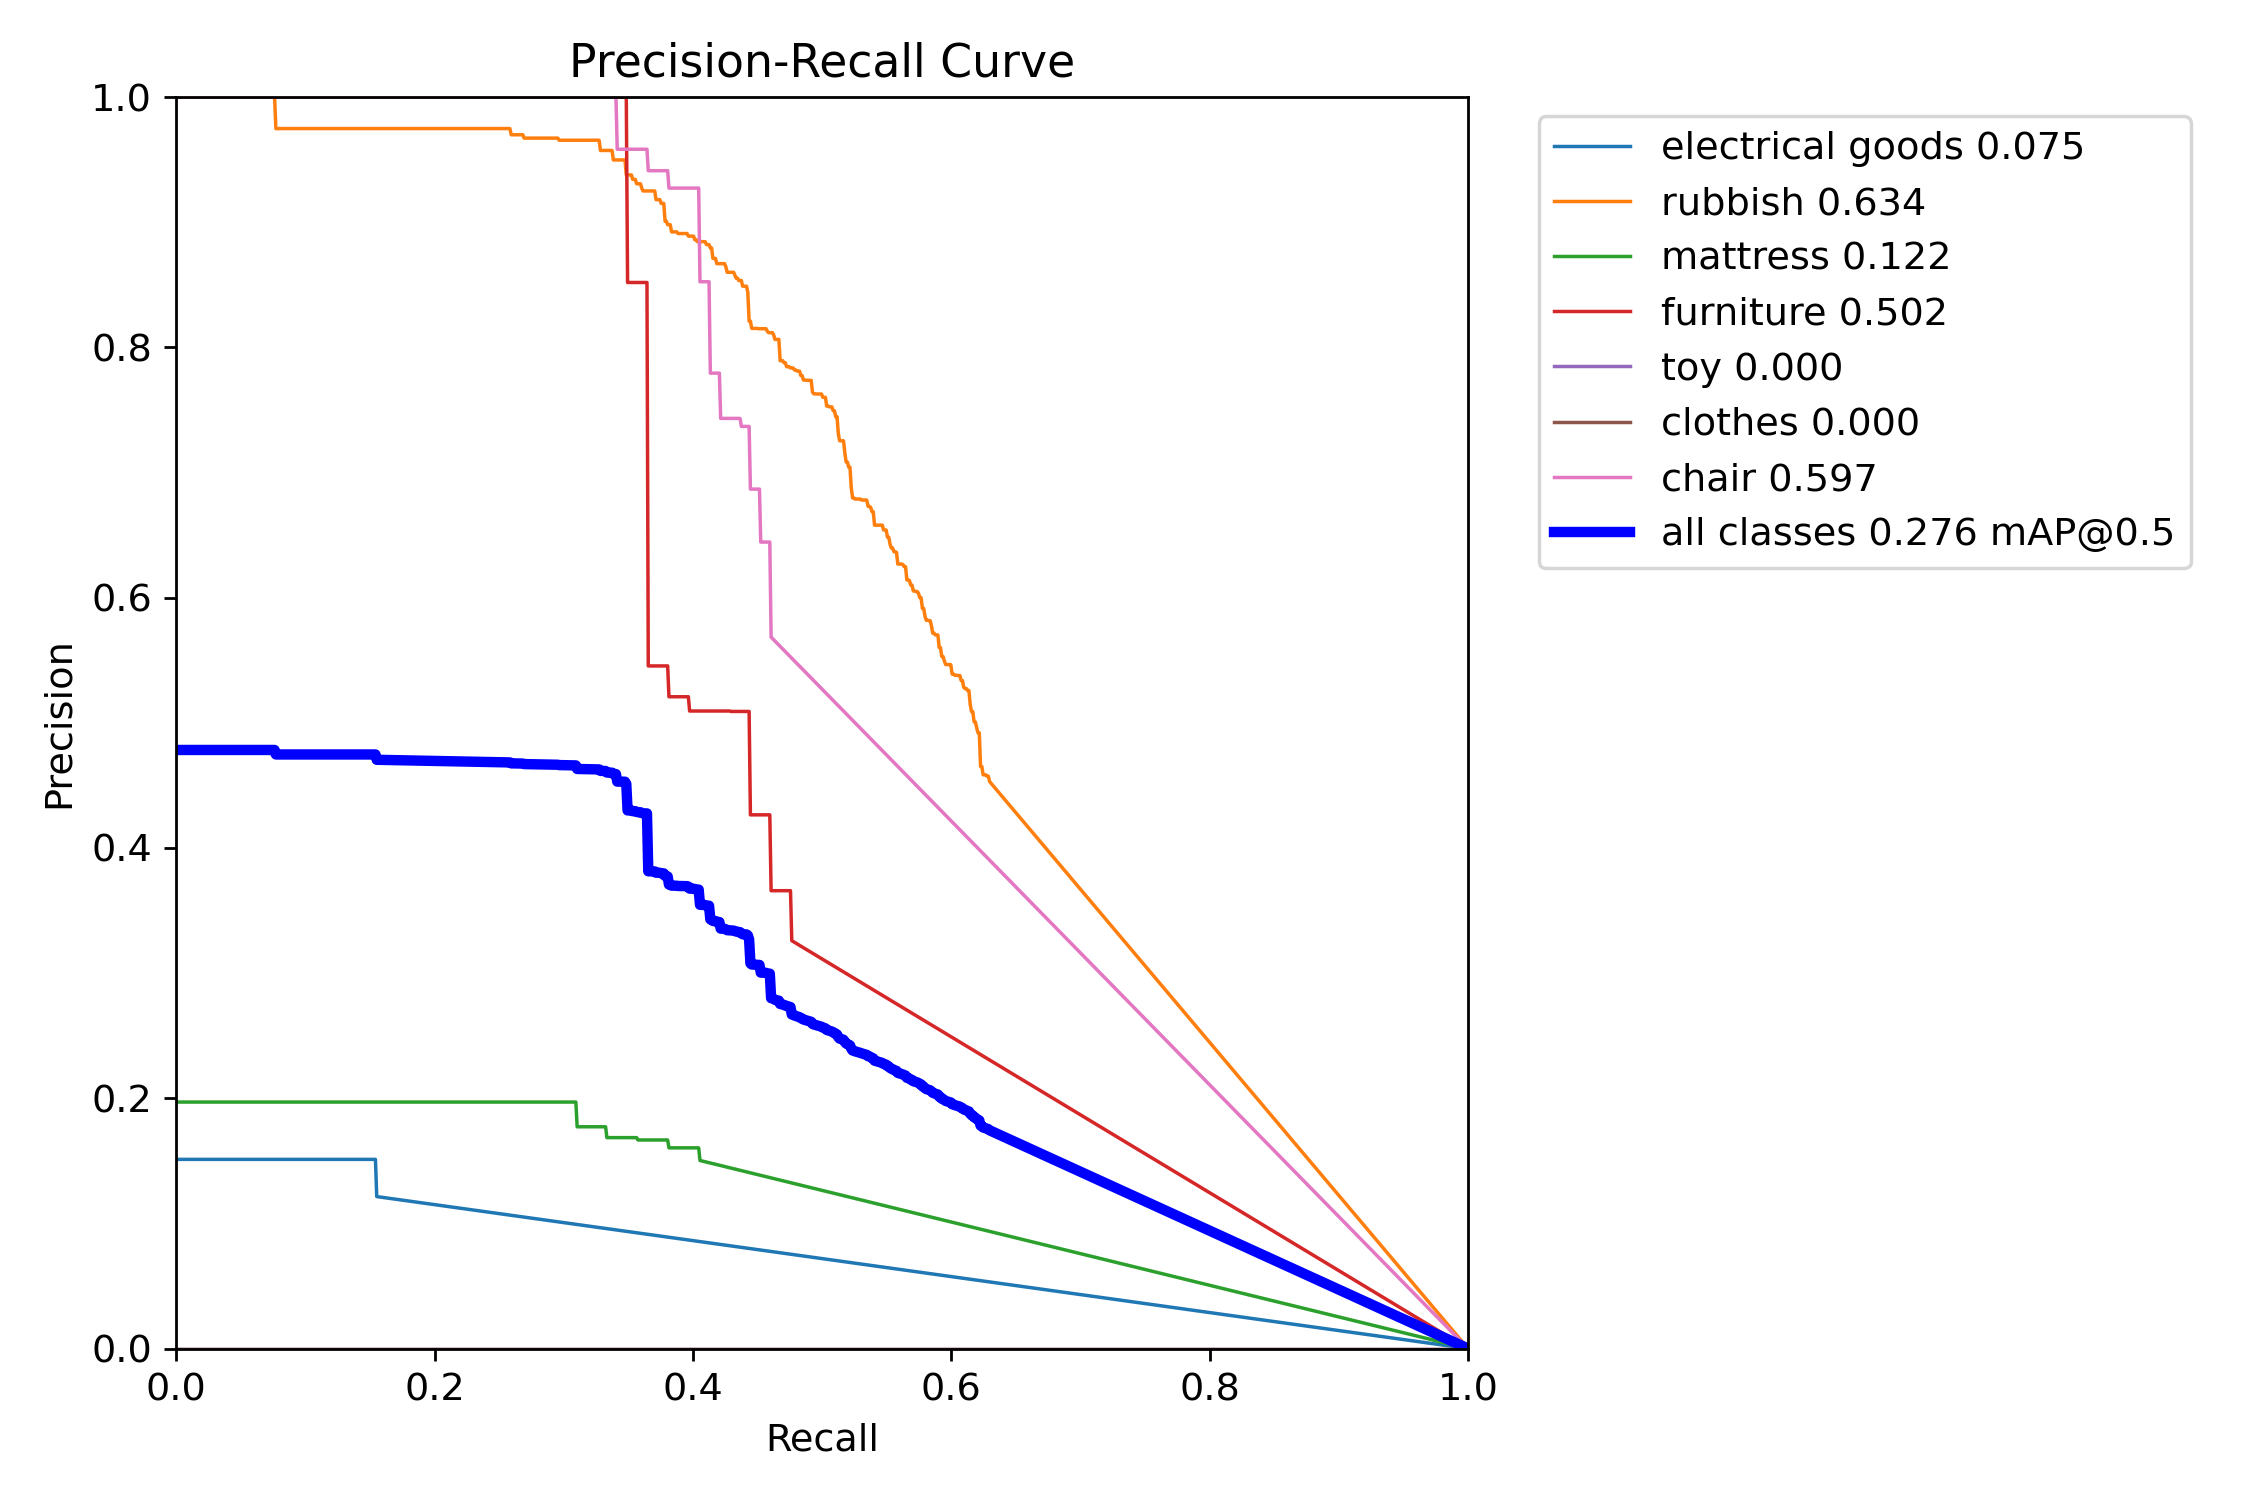 Precision-Recall Curve
1.0
0.8
0.6
0.4
0.2
0.0
Precision
0.0 0.2 0.4 0.6 0.8 1.0
Recall
electrical goods 0.075
rubbish 0.634
mattress 0.122
furniture 0.502
toy 0.000
clothes 0.000
chair 0.597
all classes 0.276 mAP@0.5